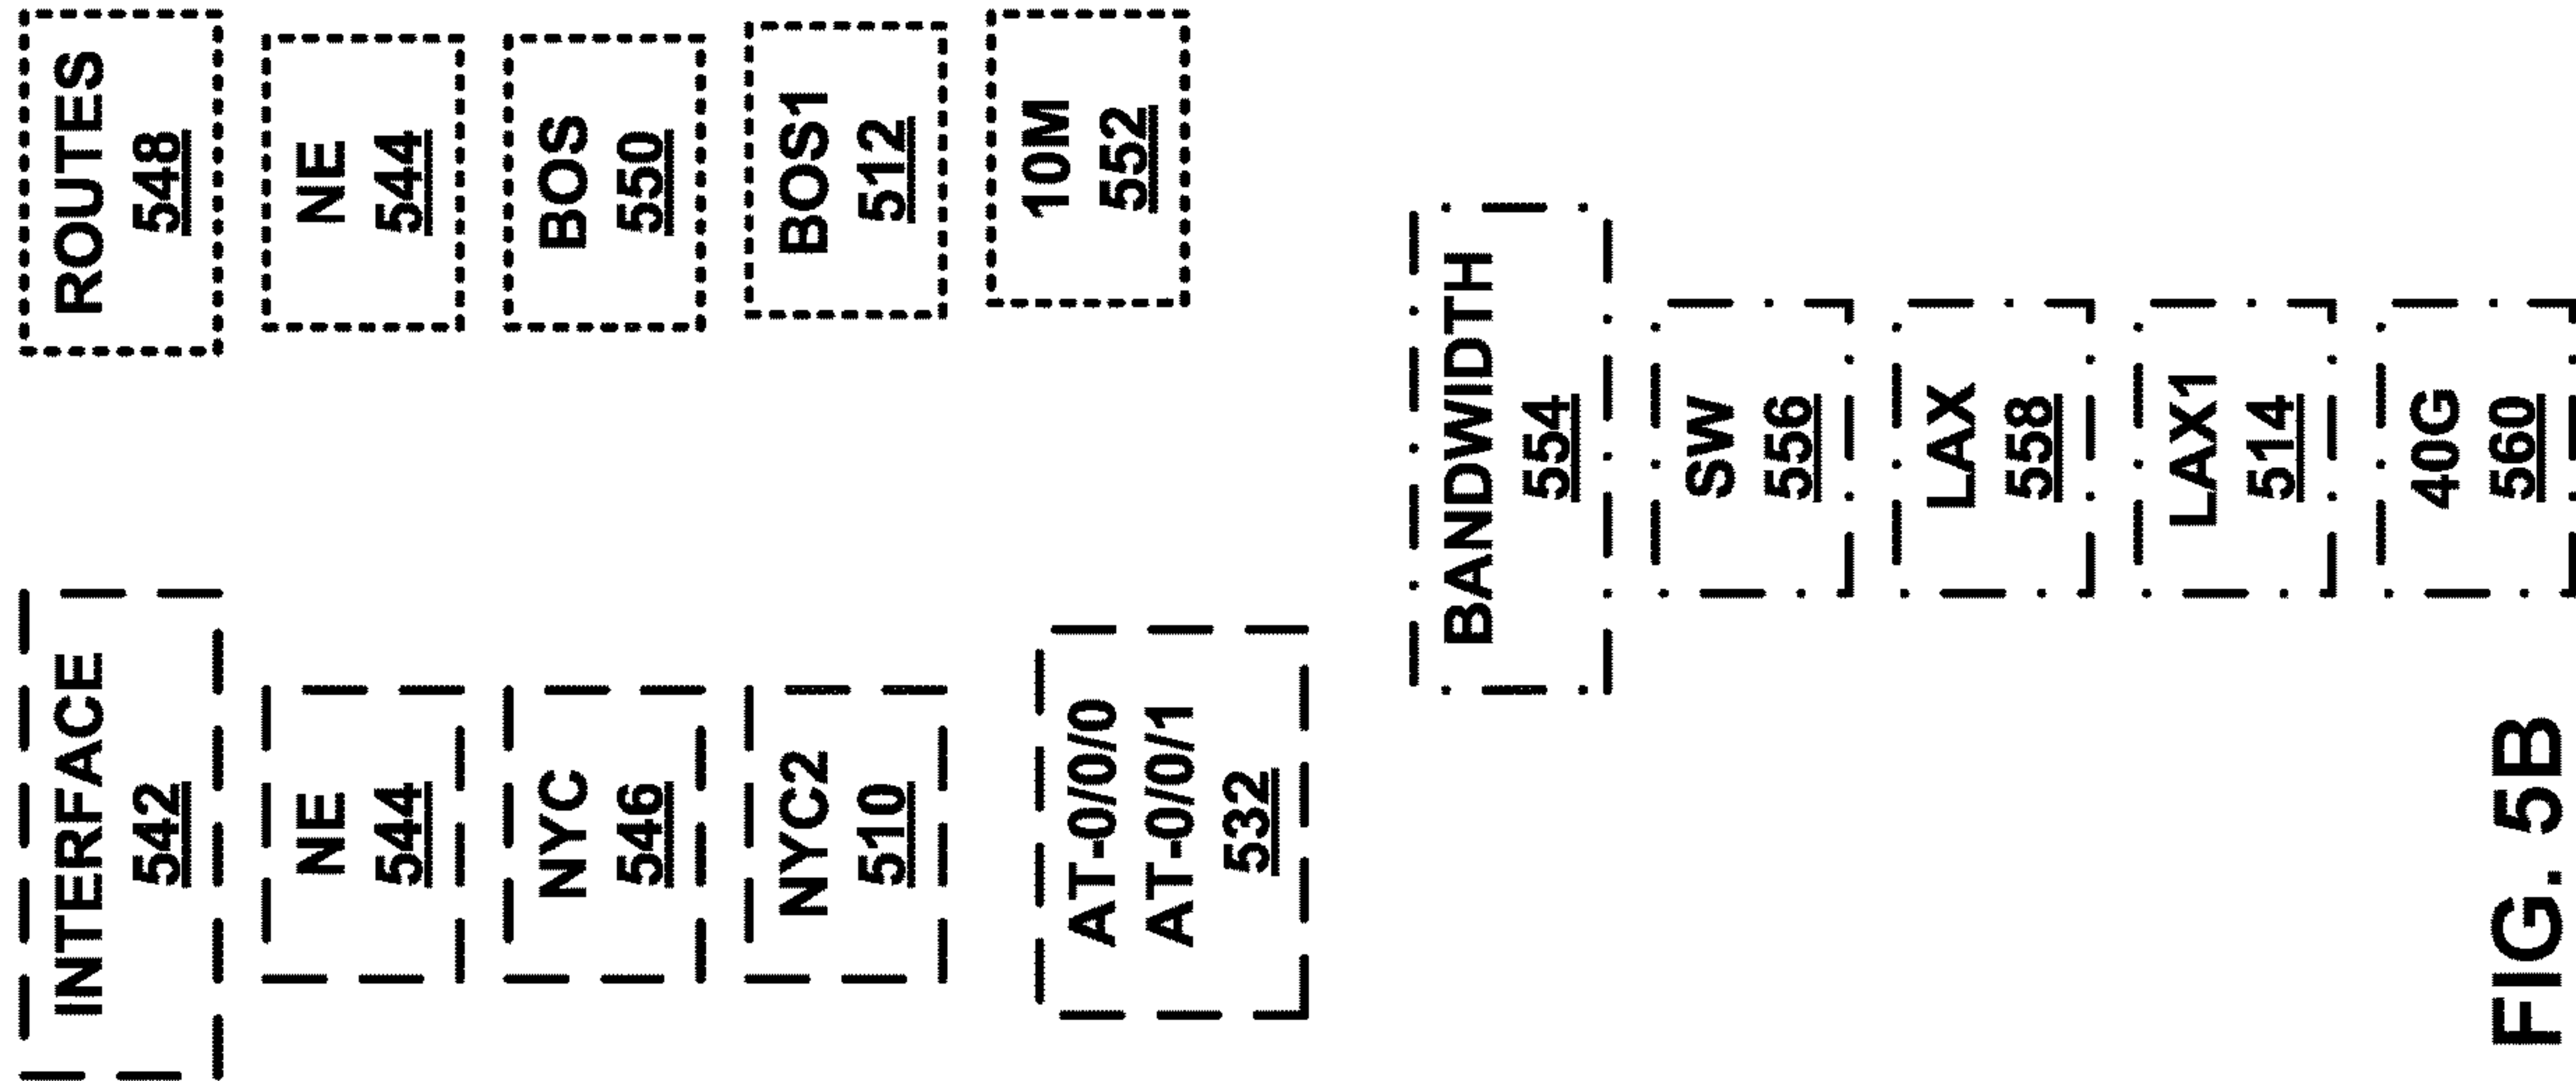 INTERFACE
542
NE
544
NYC
546
NYC2
510
AT-0/0/0
AT-0/0/1
532
ROUTES
548
NE
544
BOS
550
BOS1
512
10M
552
BANDWIDTH
554
SW
556
LAX
558
LAX1
514
40G
560
FIG. 5B